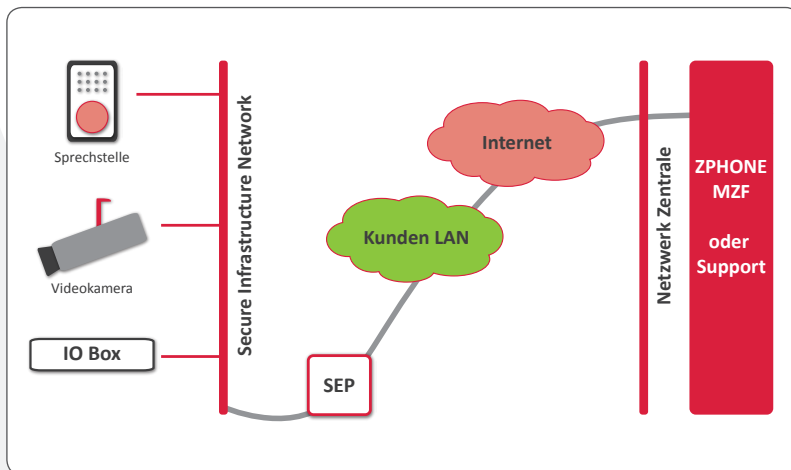 Sprechstelle
Videokamera
IO Box
Secure Infrastructure Network
SEP
Kunden LAN
Internet
Netzwerk Zentrale
ZPHONE
MZF
oder
Support